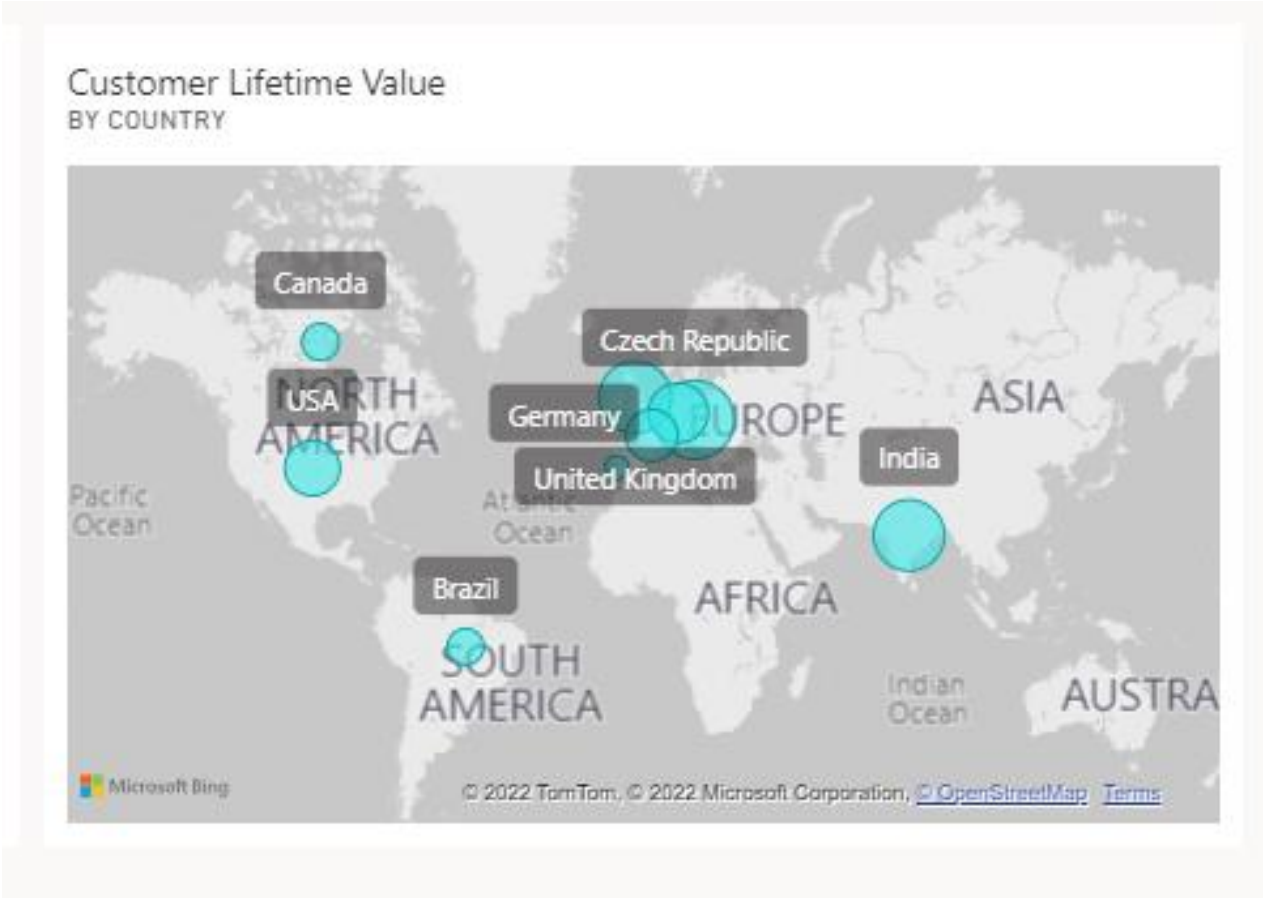 Customer Lifetime Value
BY COUNTRY
Canada
Czech Republic
USA
NORTH
AMERICA
Germany
EUROPE
ASIA
India
United Kingdom
Pacific
Ocean
Atlantic
Ocean
Brazil
AFRICA
SOUTH
AMERICA
Indian
Ocean
AUSTRA
Microsoft Bing
© 2022 TomTom, © 2022 Microsoft Corporation, © OpenStreetMap Terms